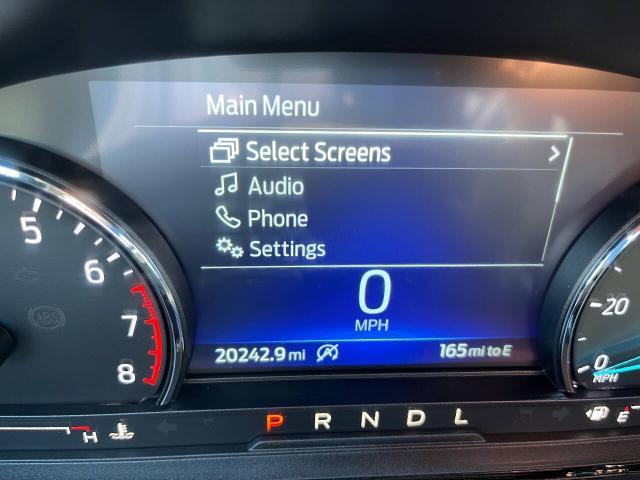 Main Menu
Select Screens >
Audio
Phone
Settings
0
MPH
20242.9 mi
165 mi to E
5
6
7
8
ABS
20
0
MPH
H
P R N D L
E